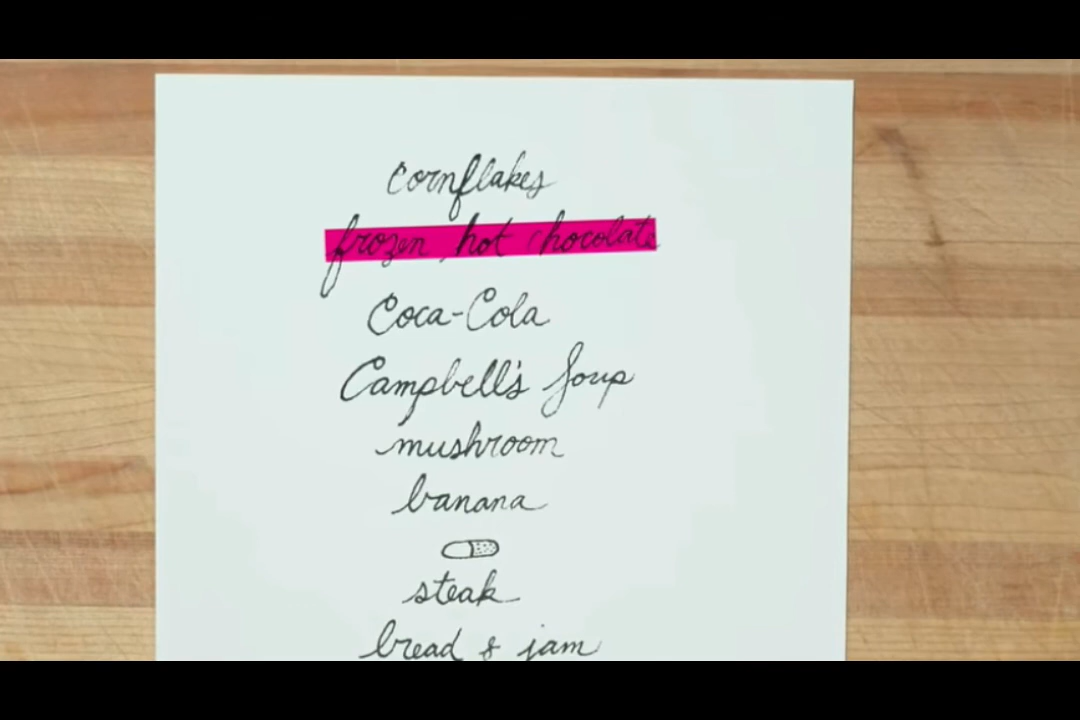 cornflakes
frozen hot chocolate
Coca-Cola
Campbell's Soup
mushroom
banana
steak
bread & jam